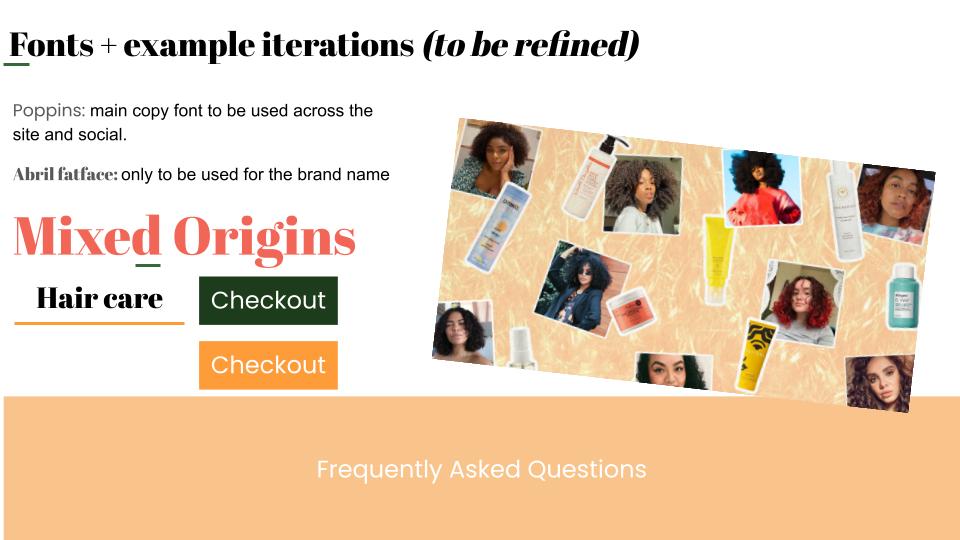 Fonts + example iterations (to be refined)
Poppins: main copy font to be used across the
site and social.
Abril fatface: only to be used for the brand name
Mixed Origins
Hair care
Checkout
Checkout
Frequently Asked Questions